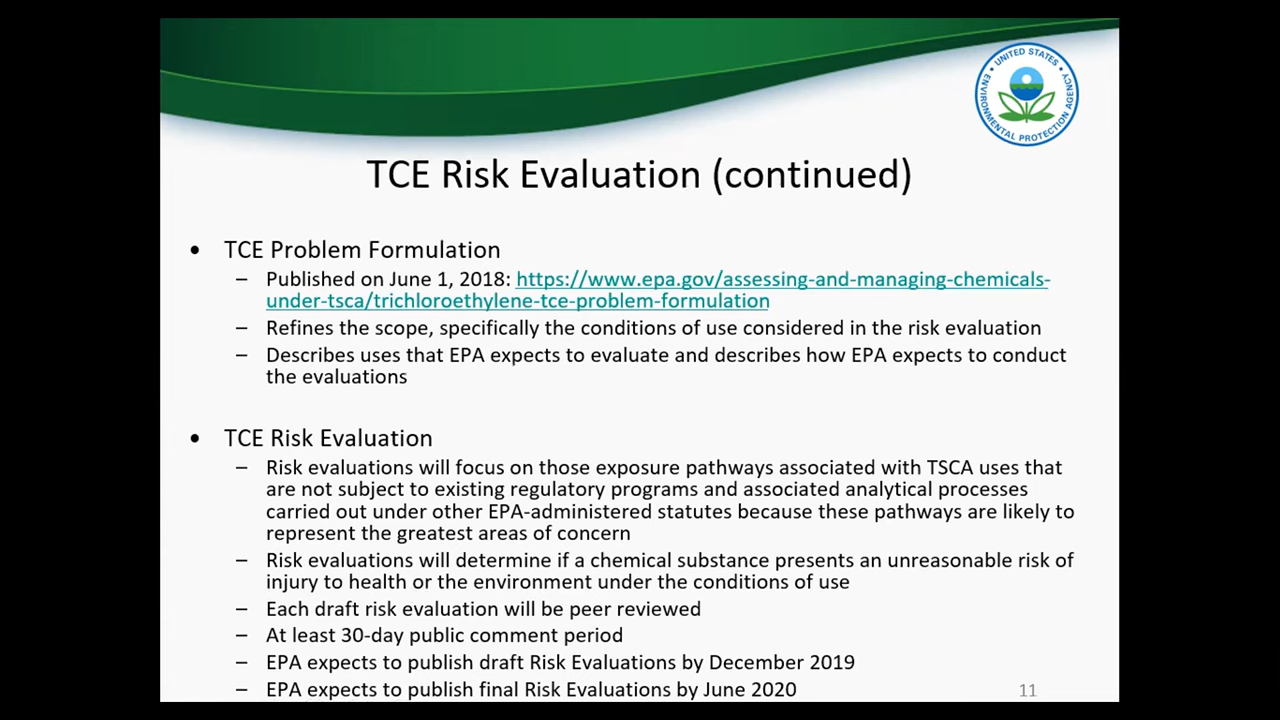 UNITED STATES
ENVIRONMENTAL PROTECTION AGENCY
TCE Risk Evaluation (continued)
• TCE Problem Formulation
– Published on June 1, 2018: https://www.epa.gov/assessing-and-managing-chemicals-
under-tsca/trichloroethylene-tce-problem-formulation
– Refines the scope, specifically the conditions of use considered in the risk evaluation
– Describes uses that EPA expects to evaluate and describes how EPA expects to conduct
the evaluations
• TCE Risk Evaluation
– Risk evaluations will focus on those exposure pathways associated with TSCA uses that
are not subject to existing regulatory programs and associated analytical processes
carried out under other EPA-administered statutes because these pathways are likely to
represent the greatest areas of concern
– Risk evaluations will determine if a chemical substance presents an unreasonable risk of
injury to health or the environment under the conditions of use
– Each draft risk evaluation will be peer reviewed
– At least 30-day public comment period
– EPA expects to publish draft Risk Evaluations by December 2019
– EPA expects to publish final Risk Evaluations by June 2020
11